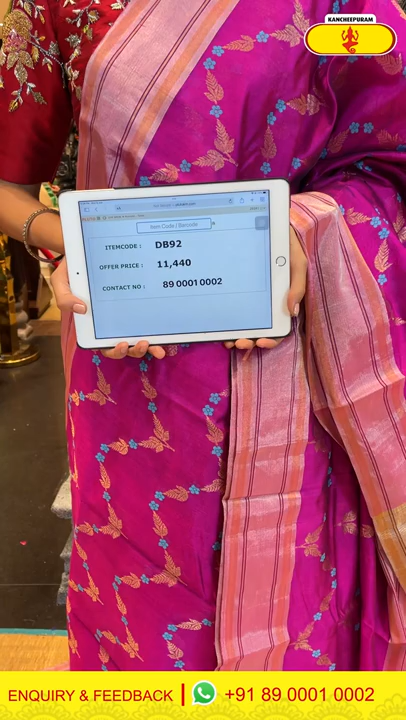 KANCHEEPURAM
Item Code / Barcode
ITEMCODE : DB92
OFFER PRICE : 11,440
CONTACT NO : 89 0001 0002
ENQUIRY & FEEDBACK | +91 89 0001 0002